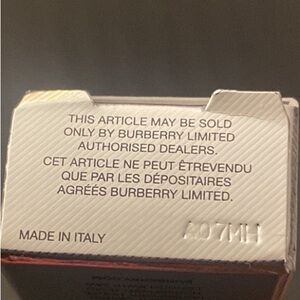 THIS ARTICLE MAY BE SOLD
ONLY BY BURBERRY LIMITED
AUTHORISED DEALERS.
CET ARTICLE NE PEUT ÊTREVENDU
QUE PAR LES DÉPOSITAIRES
AGRÉÉS BURBERRY LIMITED.
MADE IN ITALY